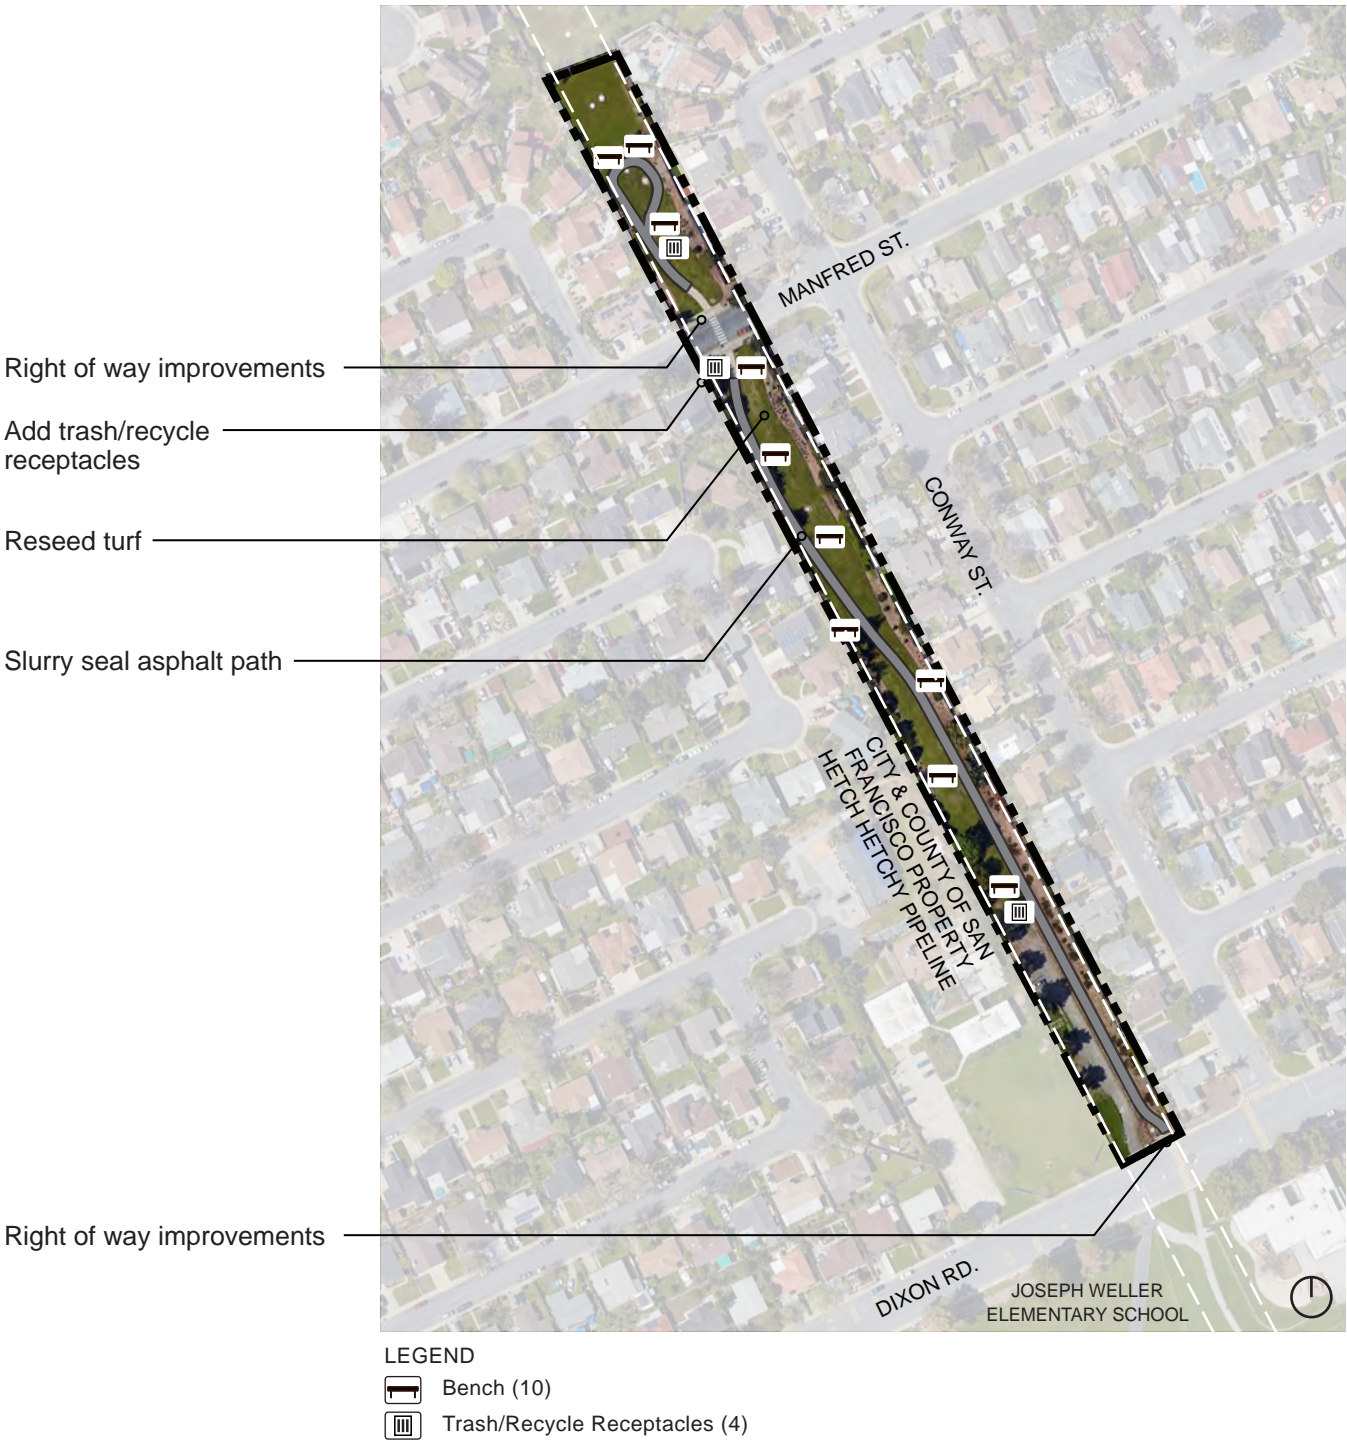 MANFRED ST.
Right of way improvements
Add trash/recycle
receptacles
CONWAY ST.
Reseed turf
Slurry seal asphalt path
CITY & COUNTY OF SAN
FRANCISCO PROPERTY
HETCH HETCHY PIPELINE
Right of way improvements
DIXON RD.
JOSEPH WELLER
ELEMENTARY SCHOOL
LEGEND
Bench (10)
Trash/Recycle Receptacles (4)